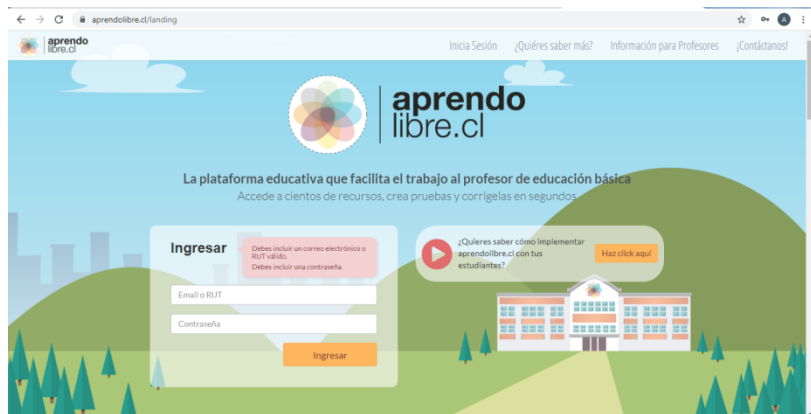 aprendolibre.cl/landing
A
aprendo
libre.cl
Inicia Sesión ¿Quiéres saber más? Información para Profesores ¡Contáctanos!
aprendo
libre.cl
La plataforma educativa que facilita el trabajo al profesor de educación básica
Accede a cientos de recursos, crea pruebas y corrígelas en segundos
Ingresar
Debes incluir un correo electrónico o
RUT válido.
Debes incluir una contraseña.
Email o RUT
Contraseña
Ingresar
¿Quieres saber cómo implementar
aprendolibre.cl con tus
estudiantes?
Haz click aquí